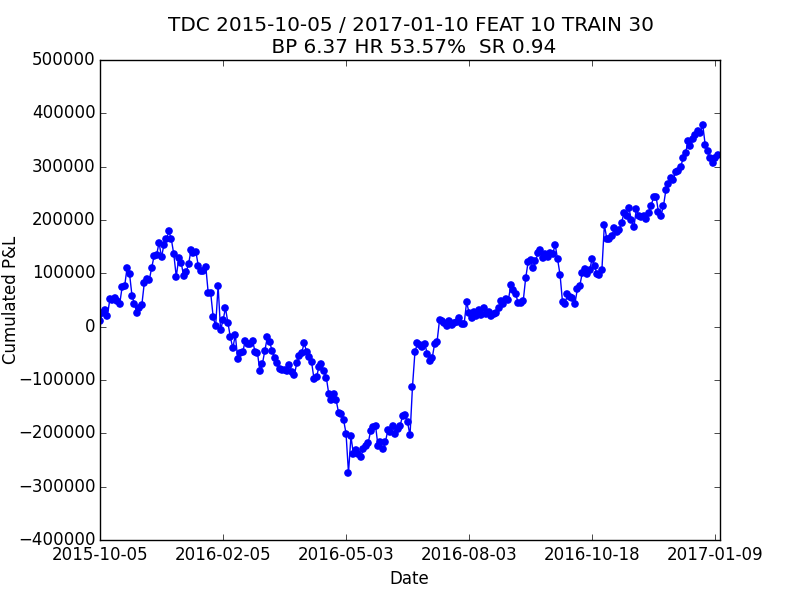 TDC 2015-10-05 / 2017-01-10 FEAT 10 TRAIN 30
BP 6.37 HR 53.57%  SR 0.94
500000
400000
300000
200000
100000
0
−100000
−200000
−300000
−400000
Cumulated P&L
2015-10-05 2016-02-05 2016-05-03 2016-08-03 2016-10-18 2017-01-09
Date